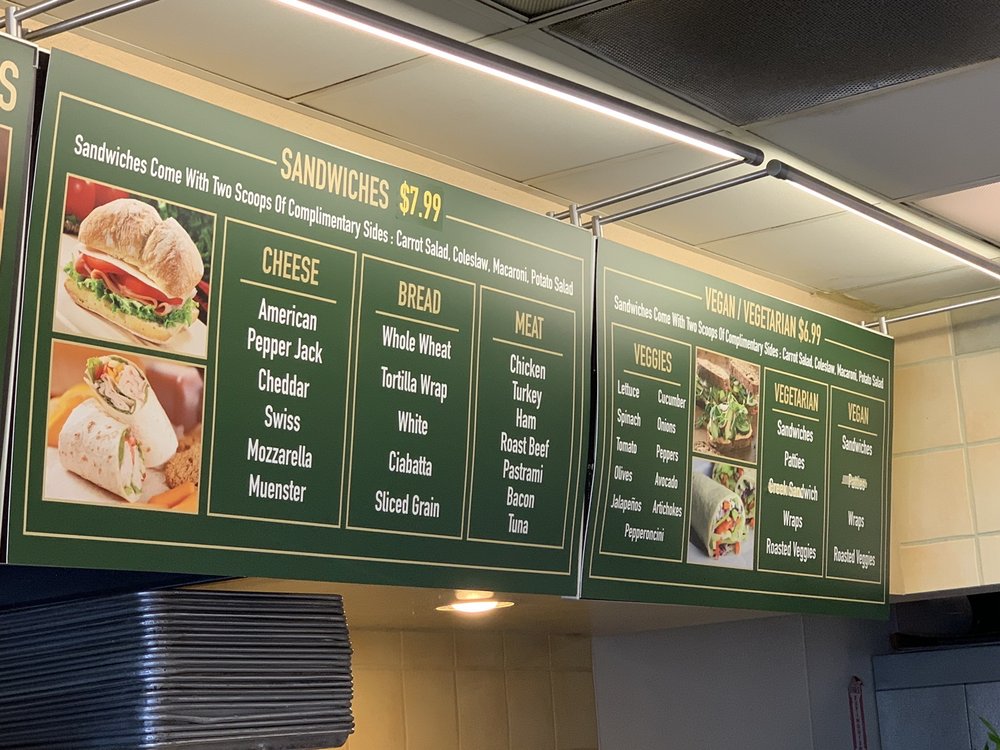 S
SANDWICHES $7.99
Sandwiches Come With Two Scoops Of Complimentary Sides : Carrot Salad, Coleslaw, Macaroni, Potato Salad
CHEESE
American
Pepper Jack
Cheddar
Swiss
Mozzarella
Muenster
BREAD
Whole Wheat
Tortilla Wrap
White
Ciabatta
Sliced Grain
MEAT
Chicken
Turkey
Ham
Roast Beef
Pastrami
Bacon
Tuna
VEGAN / VEGETARIAN $6.99
Sandwiches Come With Two Scoops Of Complimentary Sides : Carrot Salad, Coleslaw, Macaroni, Potato Salad
VEGGIES
Lettuce Cucumber
Spinach Onions
Tomato Peppers
Olives Avocado
Jalapeños Artichokes
Pepperoncini
VEGETARIAN
Sandwiches
Patties
Greek Sandwich
Wraps
Roasted Veggies
VEGAN
Sandwiches
Patties
Wraps
Roasted Veggies